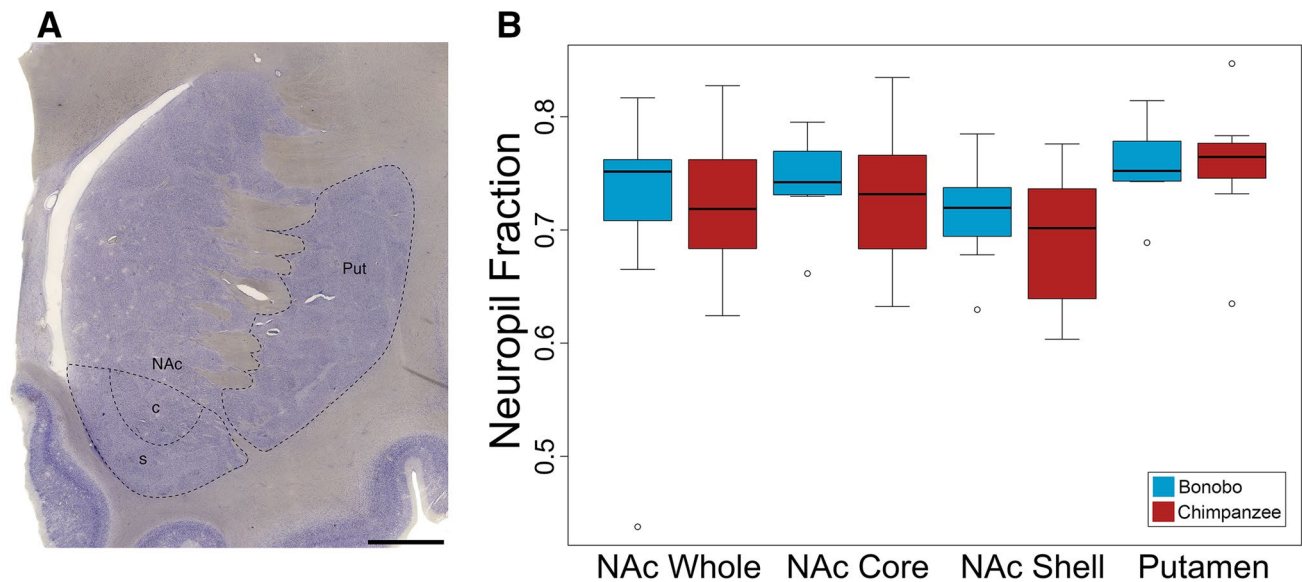 A
NAc
Put
c
s
B
Neuropil Fraction
0.8
0.7
0.6
0.5
Bonobo
Chimpanzee
NAc Whole NAc Core NAc Shell Putamen